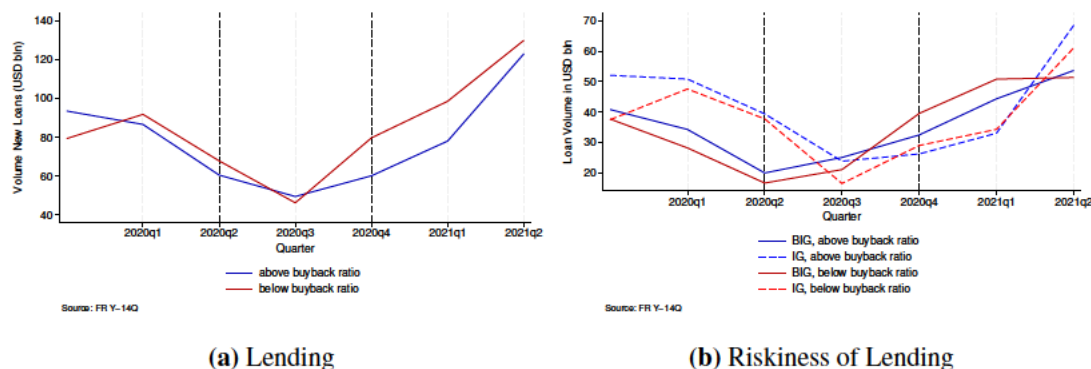 Volume New Loans (USD bln)
140
120
100
80
60
40
2020q1 2020q2 2020q3 2020q4 2021q1 2021q2
Quarter
above buyback ratio
below buyback ratio
Source: FR Y-14Q
(a) Lending
Loan Volume in USD bln
70
60
50
40
30
20
2020q1 2020q2 2020q3 2020q4 2021q1 2021q2
Quarter
BIG, above buyback ratio
IG, above buyback ratio
BIG, below buyback ratio
IG, below buyback ratio
Source: FR Y-14Q
(b) Riskiness of Lending